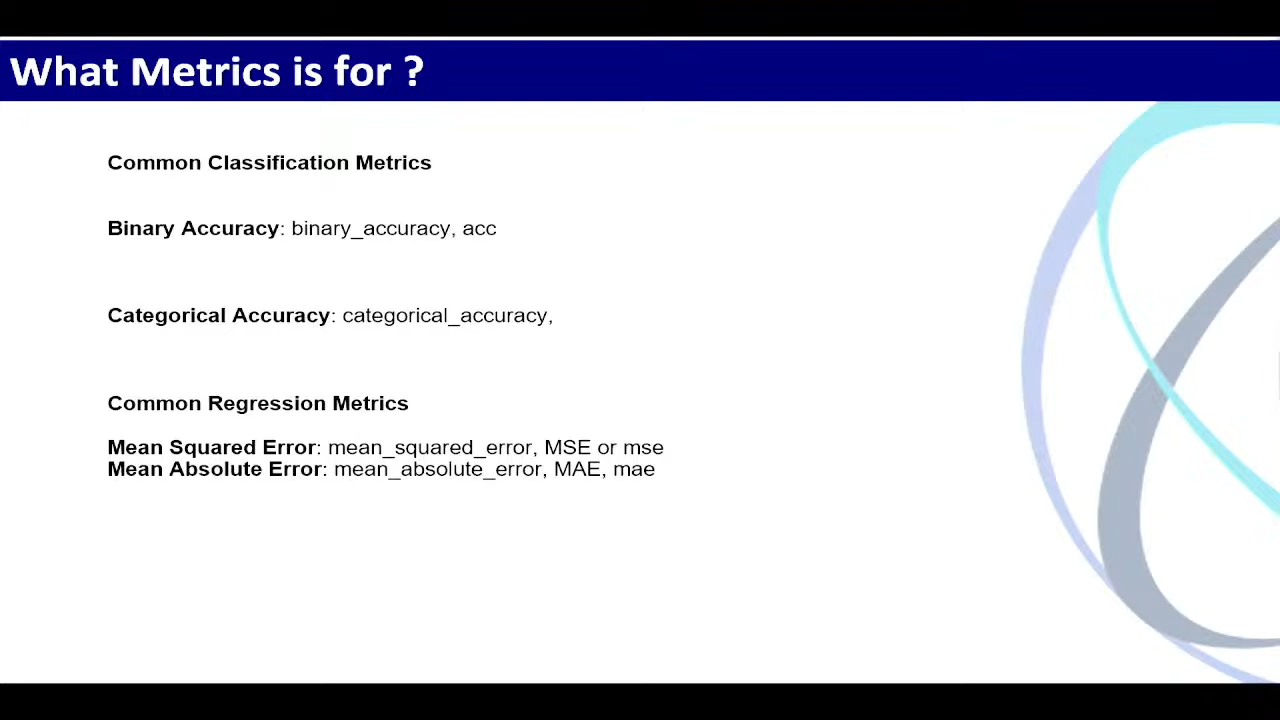 What Metrics is for ?
Common Classification Metrics
Binary Accuracy: binary_accuracy, acc
Categorical Accuracy: categorical_accuracy,
Common Regression Metrics
Mean Squared Error: mean_squared_error, MSE or mse
Mean Absolute Error: mean_absolute_error, MAE, mae